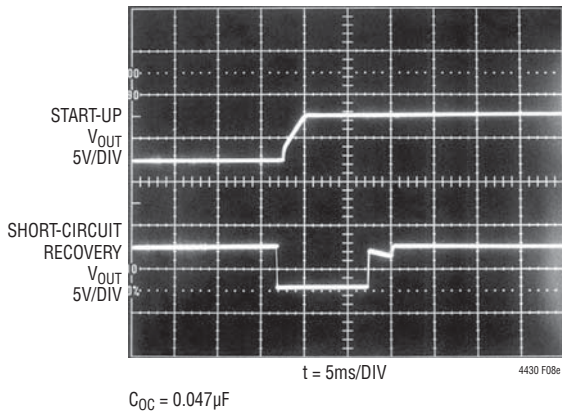 START-UP
VOUT
5V/DIV
SHORT-CIRCUIT
RECOVERY
VOUT
5V/DIV
t = 5ms/DIV
4430 F08e
COC = 0.047µF